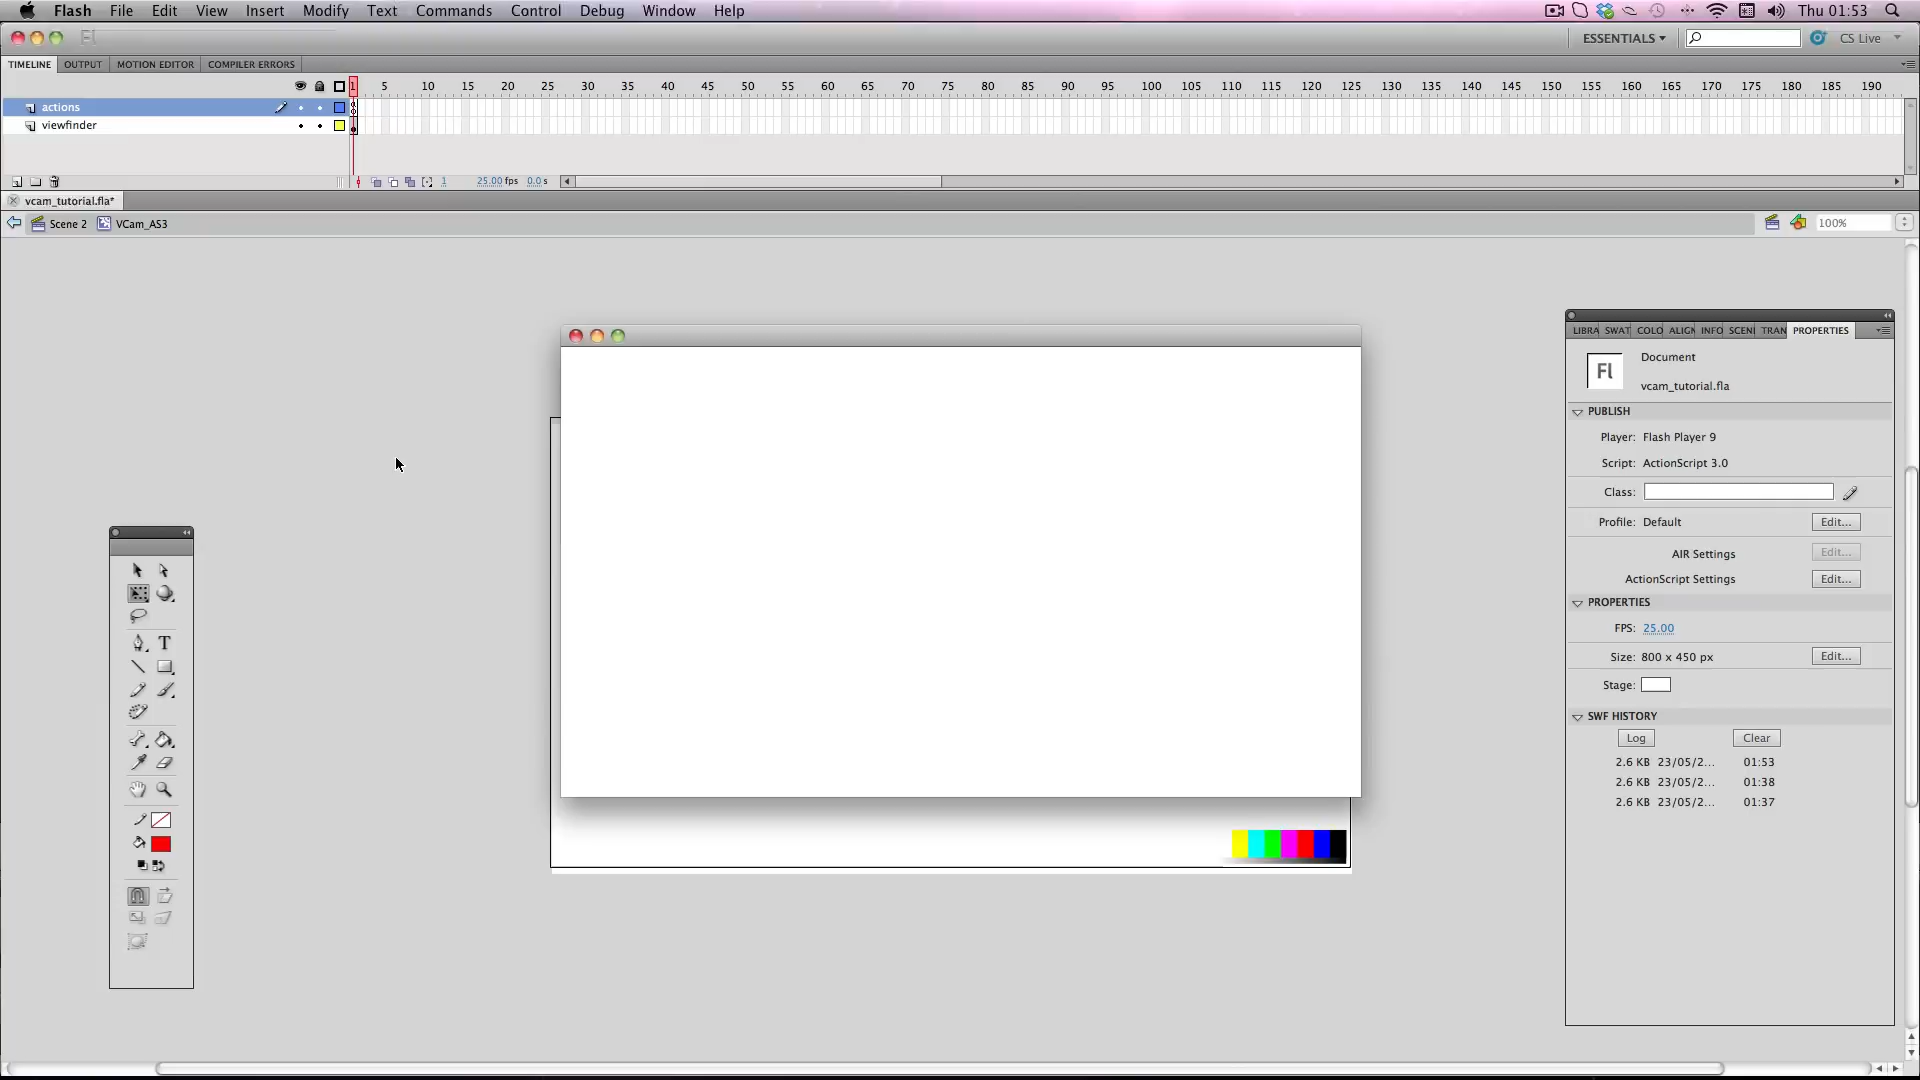 Flash File Edit View Insert Modify Text Commands Control Debug Window Help Thu 01:53
Fl ESSENTIALS CS Live
TIMELINE OUTPUT MOTION EDITOR COMPILER ERRORS
1 5 10 15 20 25 30 35 40 45 50 55 60 65 70 75 80 85 90 95 100 105 110 115 120 125 130 135 140 145 150 155 160 165 170 175 180 185 190
actions
viewfinder
1 25.00 fps 0.0 s
vcam_tutorial.fla*
Scene 2 VCam_AS3 100%
LIBRA SWAT COLO ALIGN INFO SCENI TRAN PROPERTIES
Fl Document
vcam_tutorial.fla
PUBLISH
Player: Flash Player 9
Script: ActionScript 3.0
Class:
Profile: Default Edit...
AIR Settings Edit...
ActionScript Settings Edit...
PROPERTIES
FPS: 25.00
Size: 800 x 450 px Edit...
Stage:
SWF HISTORY
Log Clear
2.6 KB 23/05/2... 01:53
2.6 KB 23/05/2... 01:38
2.6 KB 23/05/2... 01:37
T